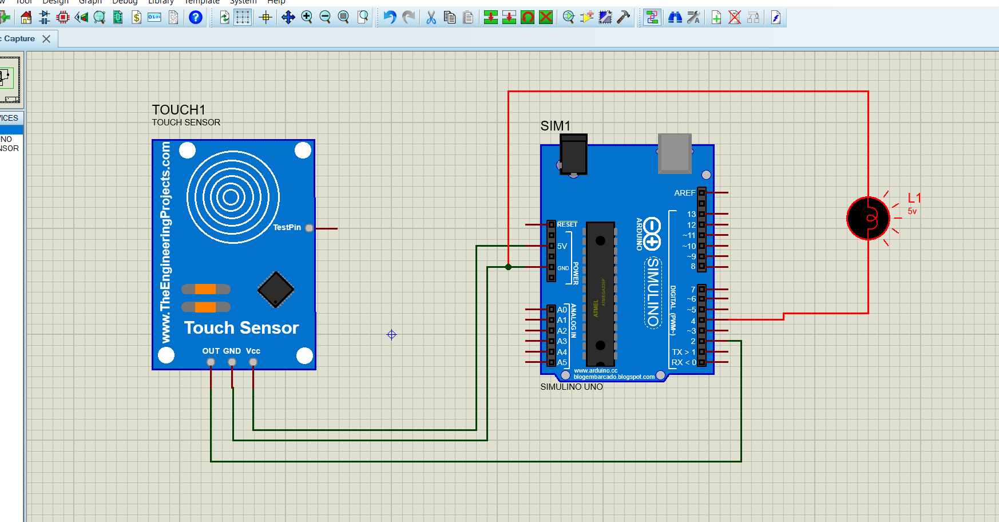 Tool Design Graph Debug Library Template System Help
Capture
TOUCH1
TOUCH SENSOR
www.TheEngineeringProjects.com
TestPin
Touch Sensor
OUT GND Vcc
SIM1
AREF
13
12
~11
~10
~9
8
7
~6
~5
4
~3
2
TX > 1
RX < 0
RESET
5V
GND
POWER
A0
A1
A2
A3
A4
A5
ANALOG IN
ATMEL
ATMEGA328P
ARDUINO
SIMULINO
DIGITAL (PWM~)
www.arduino.cc
blogembarcado.blogspot.com
SIMULINO UNO
L1
5v